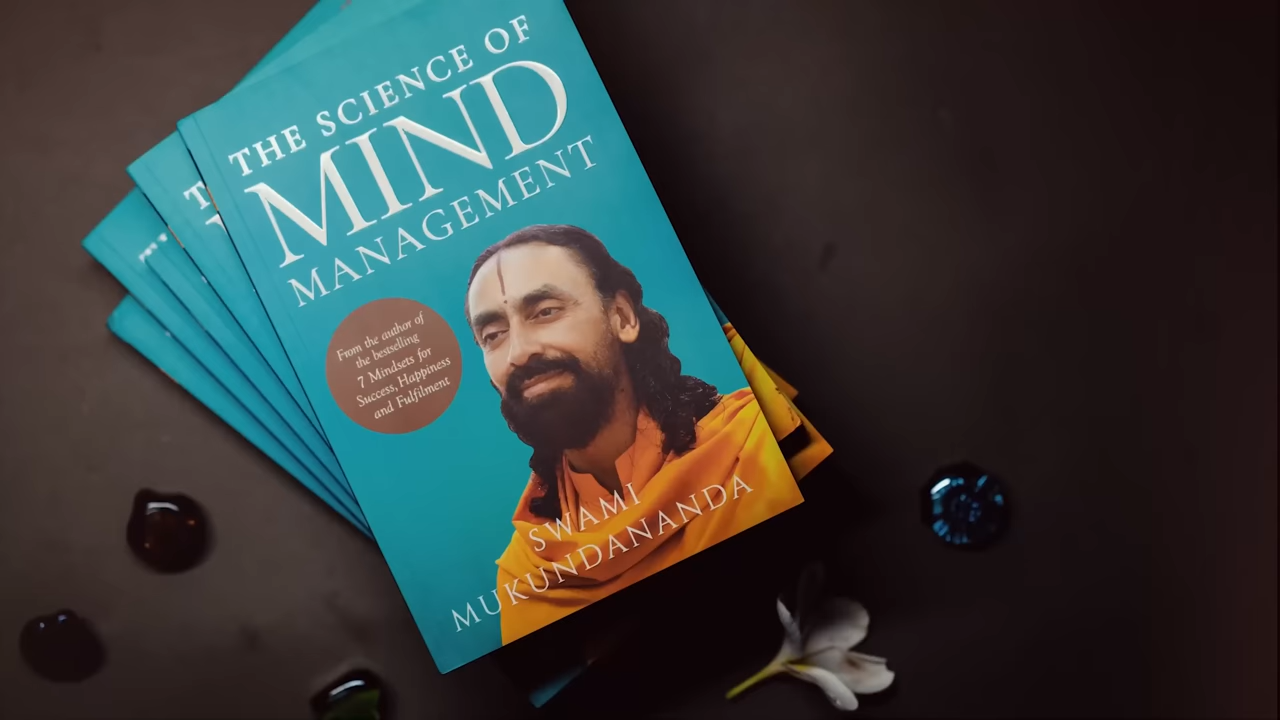 THE SCIENCE OF
MIND
MANAGEMENT
From the author of
the bestselling
7 Mindsets for
Success, Happiness
and Fulfilment
SWAMI
MUKUNDANANDA
T